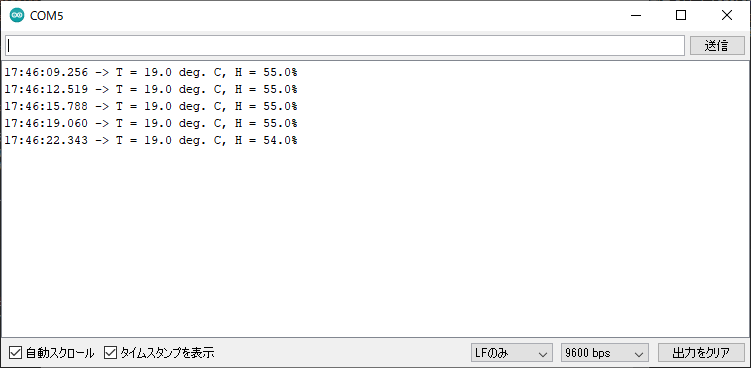 COM5
送信
17:46:09.256 -> T = 19.0 deg. C, H = 55.0%
17:46:12.519 -> T = 19.0 deg. C, H = 55.0%
17:46:15.788 -> T = 19.0 deg. C, H = 55.0%
17:46:19.060 -> T = 19.0 deg. C, H = 55.0%
17:46:22.343 -> T = 19.0 deg. C, H = 54.0%
自動スクロール タイムスタンプを表示 LFのみ 9600 bps 出力をクリア